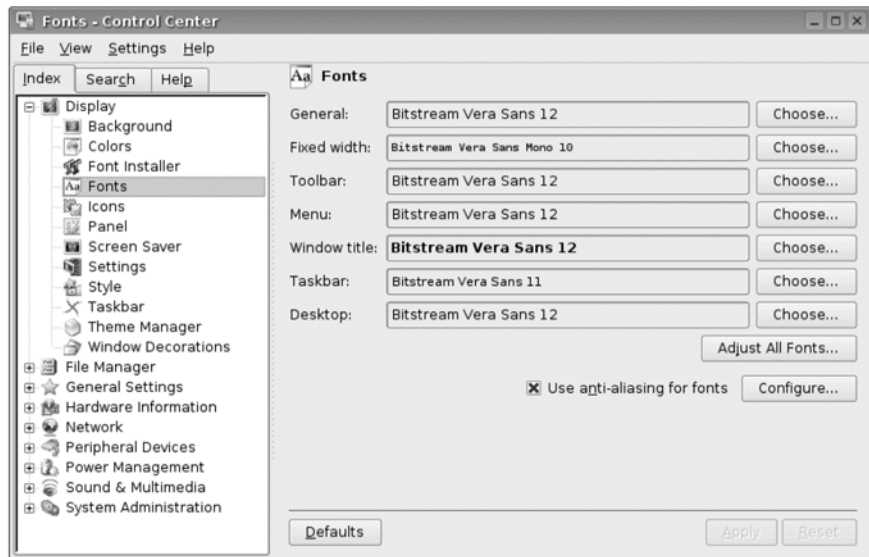 Fonts - Control Center
File View Settings Help
Index Search Help
Display
Background
Colors
Font Installer
Aa Fonts
Icons
Panel
Screen Saver
Settings
Style
Taskbar
Theme Manager
Window Decorations
File Manager
General Settings
Hardware Information
Network
Peripheral Devices
Power Management
Sound & Multimedia
System Administration
Aa Fonts
General: Bitstream Vera Sans 12 Choose...
Fixed width: Bitstream Vera Sans Mono 10 Choose...
Toolbar: Bitstream Vera Sans 12 Choose...
Menu: Bitstream Vera Sans 12 Choose...
Window title: Bitstream Vera Sans 12 Choose...
Taskbar: Bitstream Vera Sans 11 Choose...
Desktop: Bitstream Vera Sans 12 Choose...
Adjust All Fonts...
Use anti-aliasing for fonts Configure...
Defaults Apply Reset